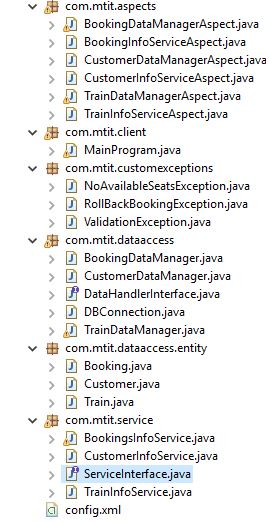 com.mtit.aspects
BookingDataManagerAspect.java
BookingInfoServiceAspect.java
CustomerDataManagerAspect.java
CustomerInfoServiceAspect.java
TrainDataManagerAspect.java
TrainInfoServiceAspect.java
com.mtit.client
MainProgram.java
com.mtit.customexceptions
NoAvailableSeatsException.java
RollBackBookingException.java
ValidationException.java
com.mtit.dataaccess
BookingDataManager.java
CustomerDataManager.java
DataHandlerInterface.java
DBConnection.java
TrainDataManager.java
com.mtit.dataaccess.entity
Booking.java
Customer.java
Train.java
com.mtit.service
BookingsInfoService.java
CustomerInfoService.java
ServiceInterface.java
TrainInfoService.java
config.xml